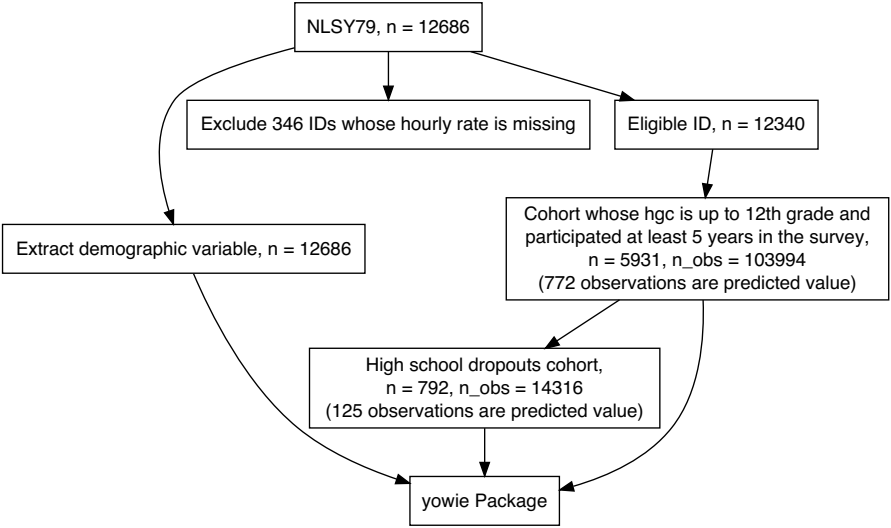 NLSY79, n = 12686
Exclude 346 IDs whose hourly rate is missing
Eligible ID, n = 12340
Extract demographic variable, n = 12686
Cohort whose hgc is up to 12th grade and
participated at least 5 years in the survey,
n = 5931, n_obs = 103994
(772 observations are predicted value)
High school dropouts cohort,
n = 792, n_obs = 14316
(125 observations are predicted value)
yowie Package